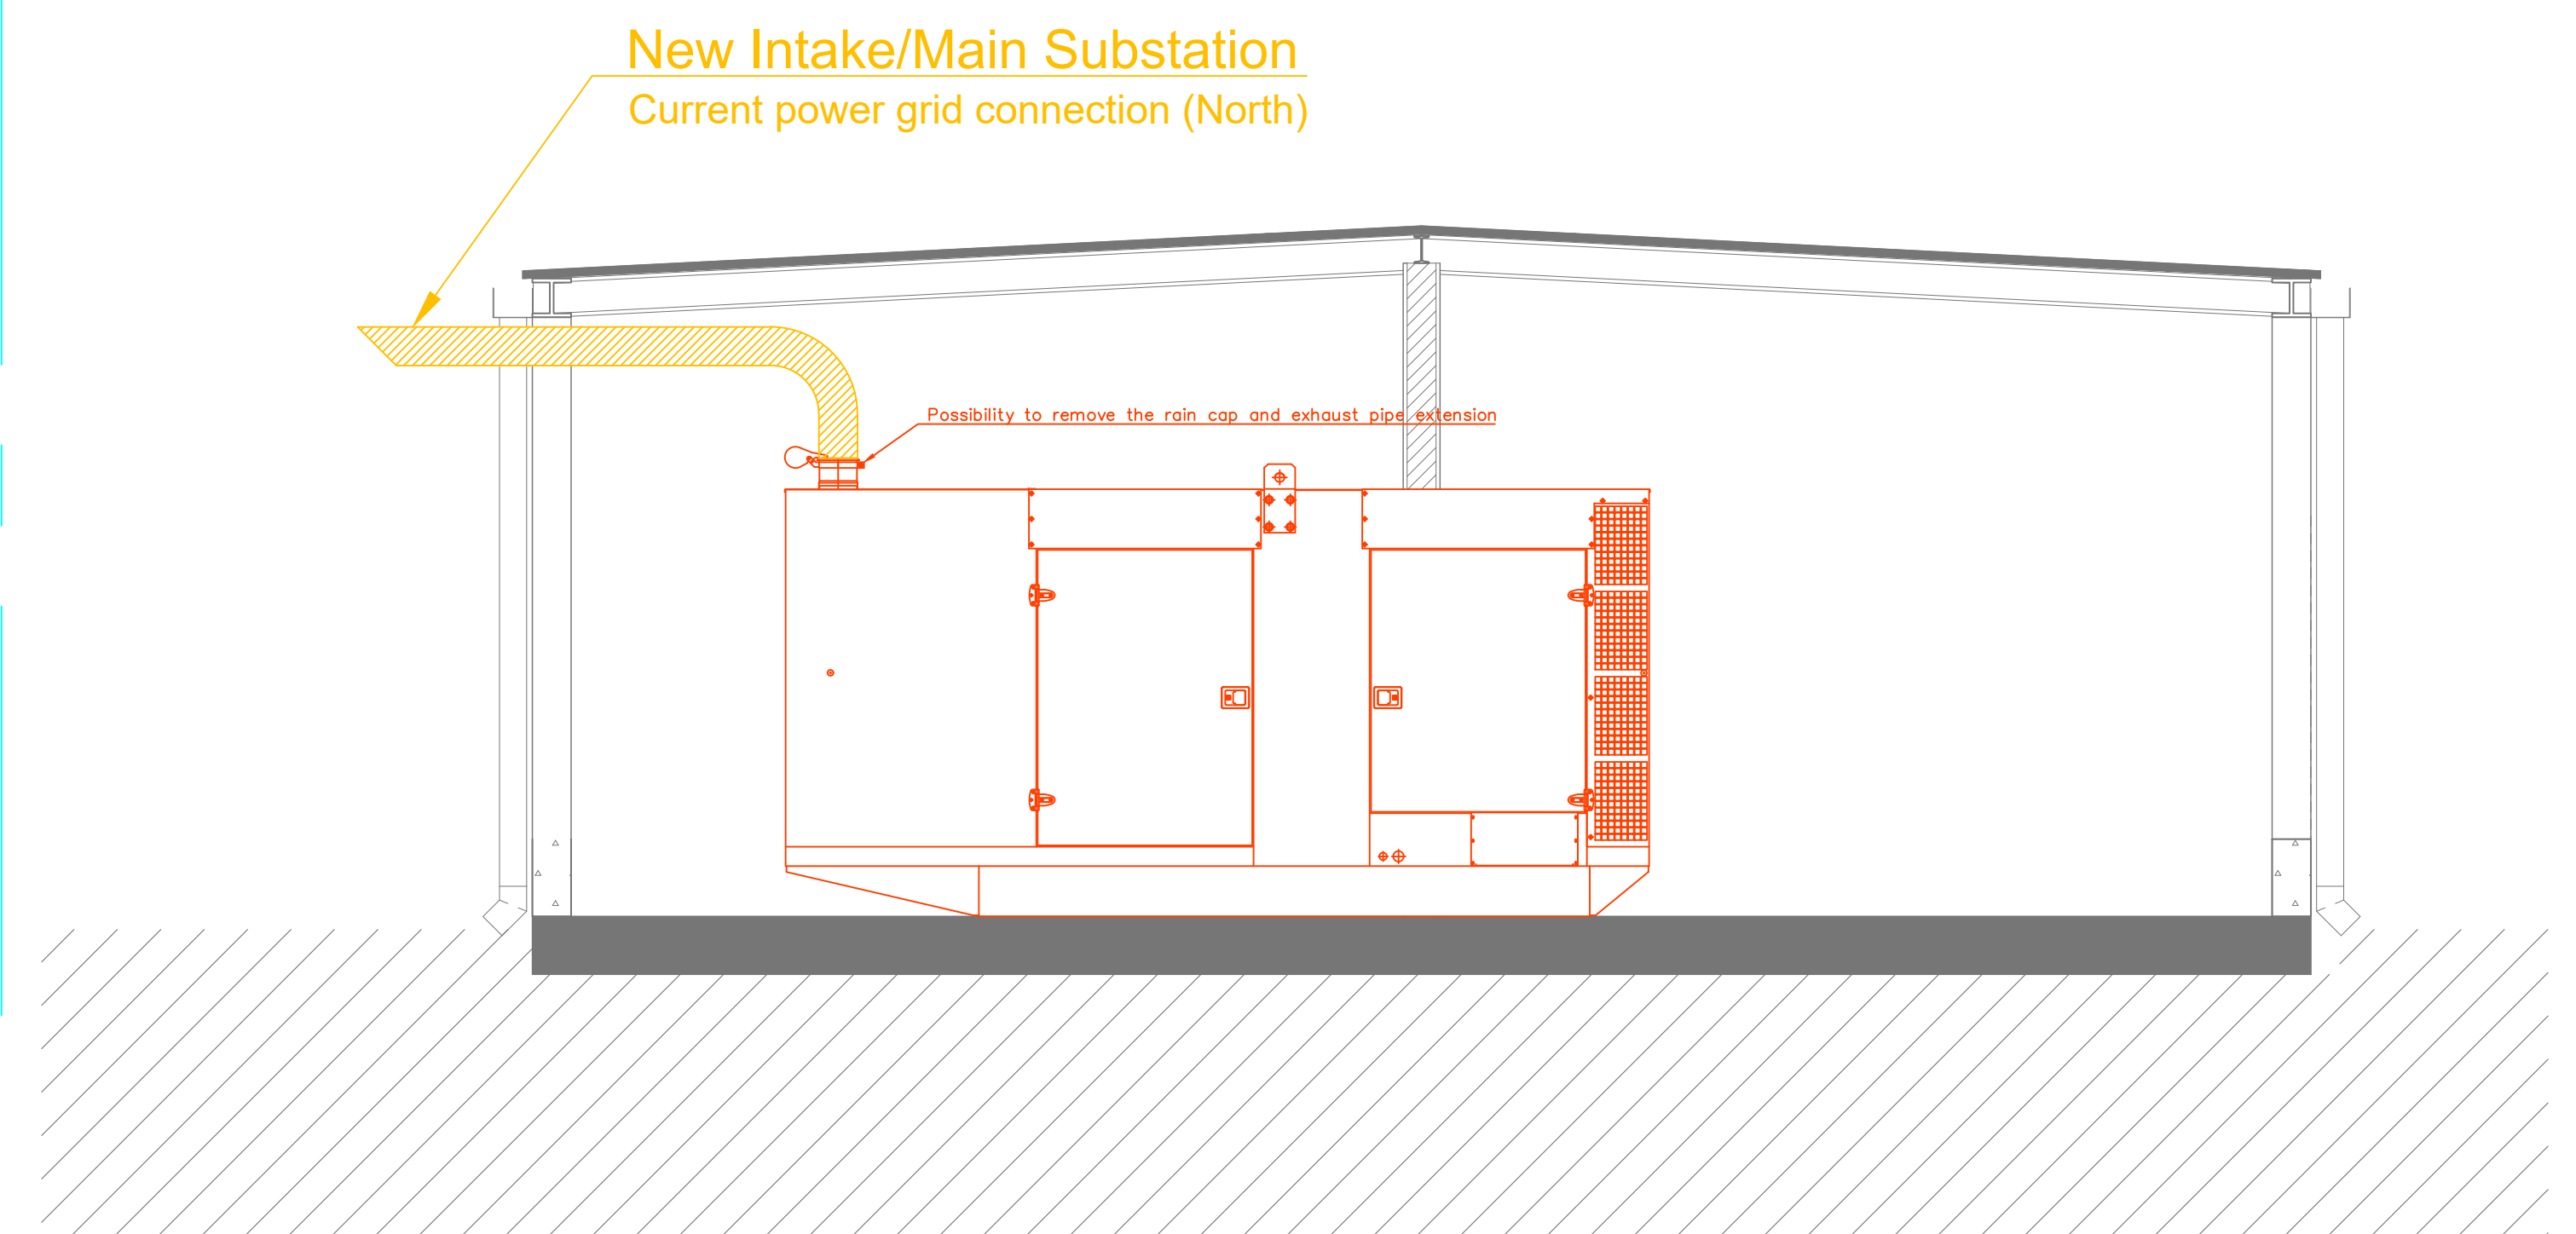 New Intake/Main Substation
Current power grid connection (North)
Possibility to remove the rain cap and exhaust pipe extension